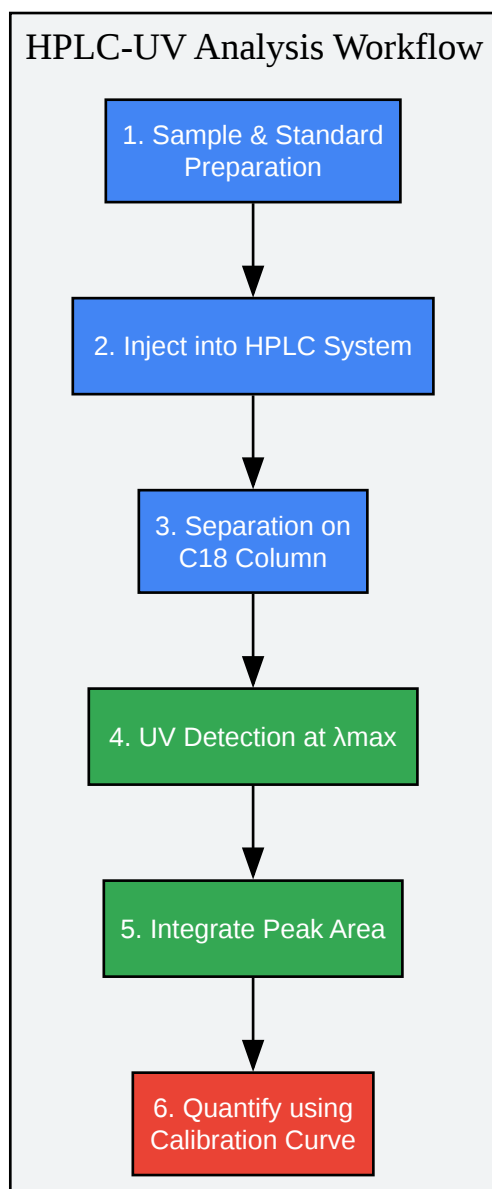 HPLC-UV Analysis Workflow
1. Sample & Standard
Preparation
2. Inject into HPLC System
3. Separation on
C18 Column
4. UV Detection at λmax
5. Integrate Peak Area
6. Quantify using
Calibration Curve